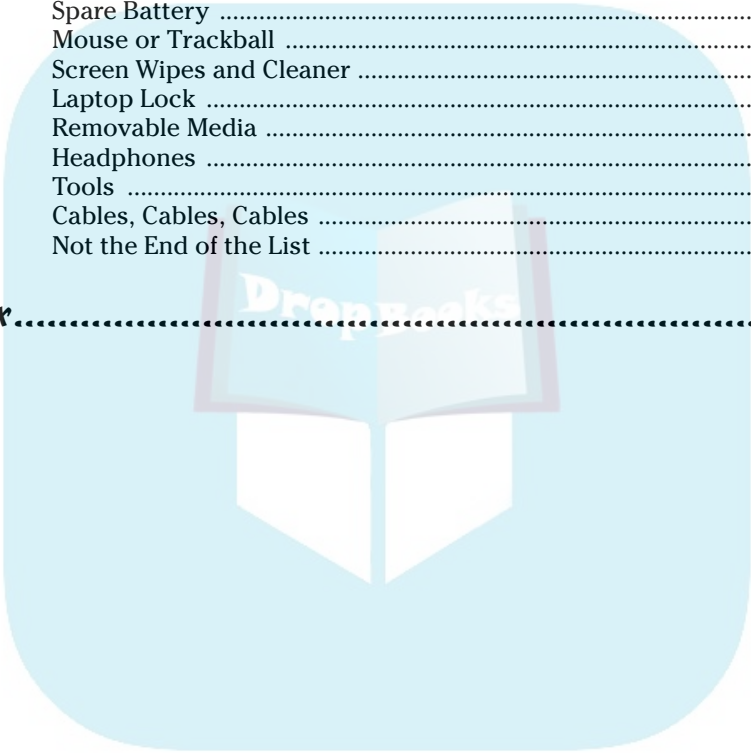 Spare Battery ........................................................................
Mouse or Trackball ........................................................................
Screen Wipes and Cleaner ........................................................................
Laptop Lock ........................................................................
Removable Media ........................................................................
Headphones ........................................................................
Tools ........................................................................
Cables, Cables, Cables ........................................................................
Not the End of the List ........................................................................
DropBooks